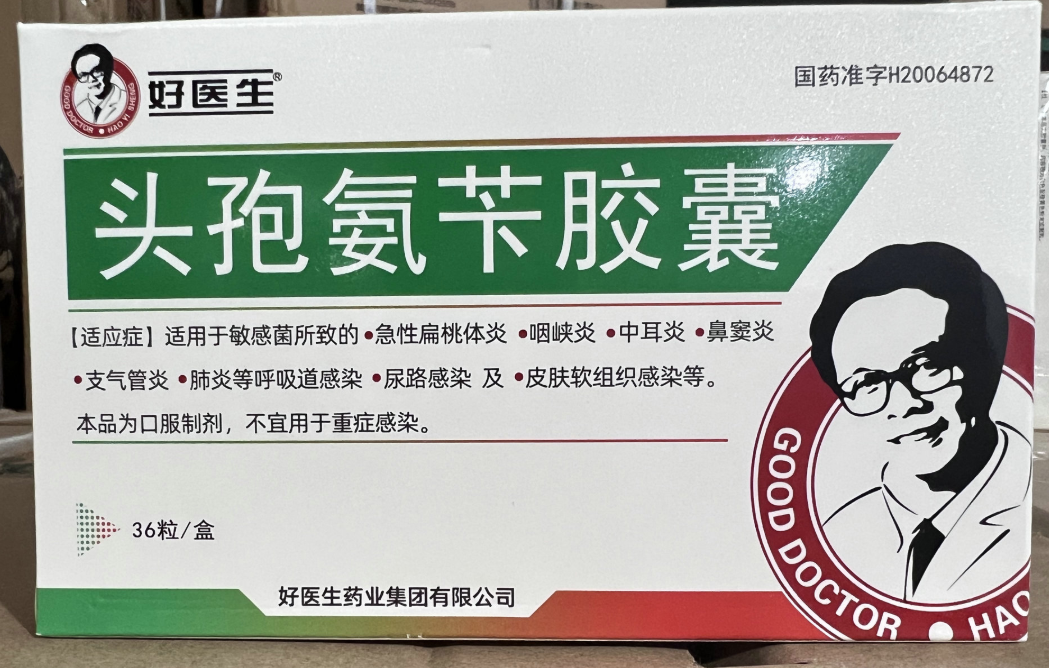 好医生®
GOOD DOCTOR • HAO YI SHENG
国药准字H20064872
头孢氨苄胶囊
【适应症】适用于敏感菌所致的•急性扁桃体炎 •咽峡炎 •中耳炎 •鼻窦炎
•支气管炎 •肺炎等呼吸道感染 •尿路感染 及 •皮肤软组织感染等。
本品为口服制剂，不宜用于重症感染。
36粒/盒
好医生药业集团有限公司
GOOD DOCTOR • HAO